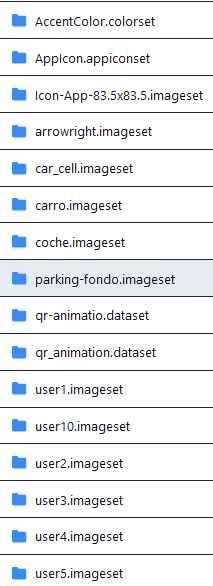 AccentColor.colorset
AppIcon.appiconset
Icon-App-83.5x83.5.imageset
arrowright.imageset
car_cell.imageset
carro.imageset
coche.imageset
parking-fondo.imageset
qr-animatio.dataset
qr_animation.dataset
user1.imageset
user10.imageset
user2.imageset
user3.imageset
user4.imageset
user5.imageset